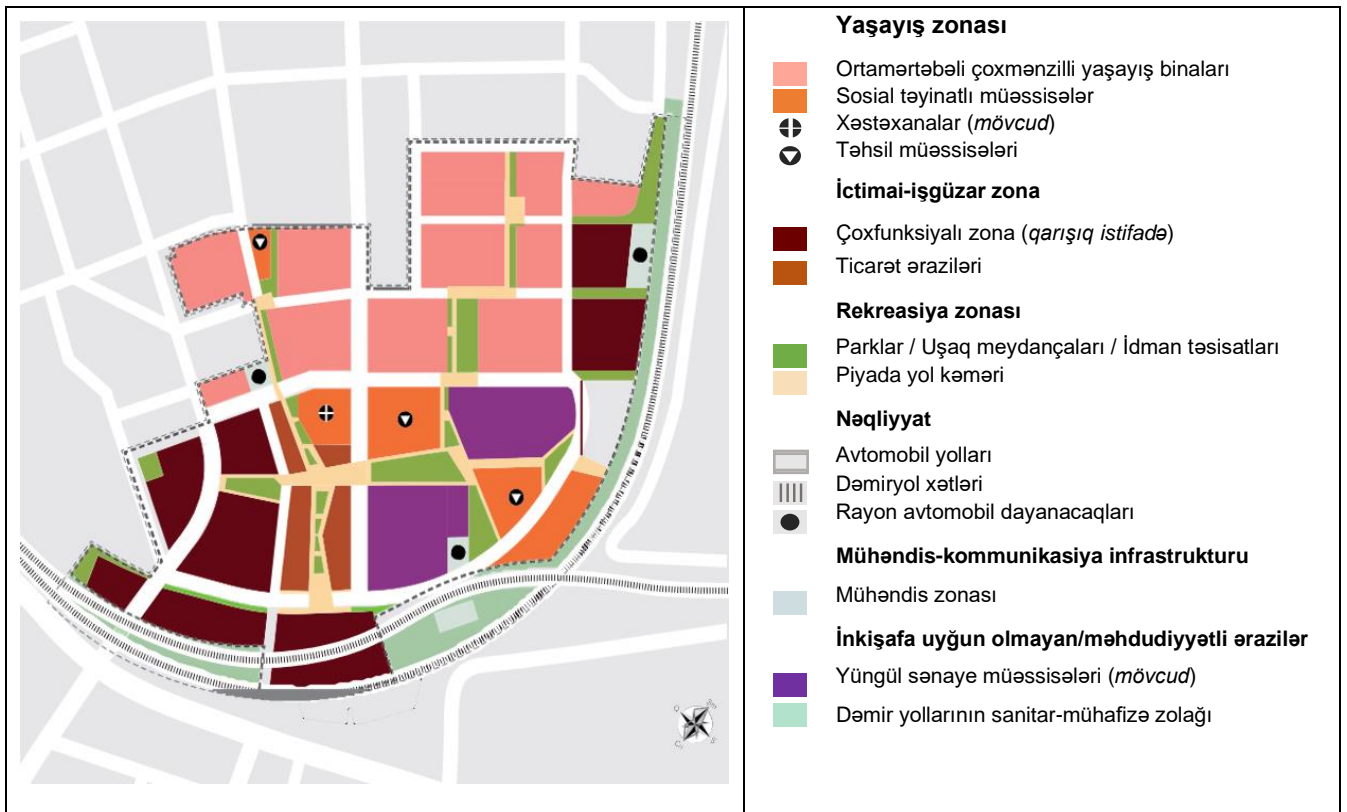 Yaşayış zonası
Ortamərtəbəli çoxmənzilli yaşayış binaları
Sosial təyinatlı müəssisələr
Xəstəxanalar (mövcud)
Təhsil müəssisələri
İctimai-işgüzar zona
Çoxfunksiyalı zona (qarışıq istifadə)
Ticarət əraziləri
Rekreasiya zonası
Parklar / Uşaq meydançaları / İdman təsisatları
Piyada yol kəməri
Nəqliyyat
Avtomobil yolları
Dəmiryol xətləri
Rayon avtomobil dayanacaqları
Mühəndis-kommunikasiya infrastrukturu
Mühəndis zonası
İnkişafa uyğun olmayan/məhdudiyyətli ərazilər
Yüngül sənaye müəssisələri (mövcud)
Dəmir yollarının sanitar-mühafizə zolağı